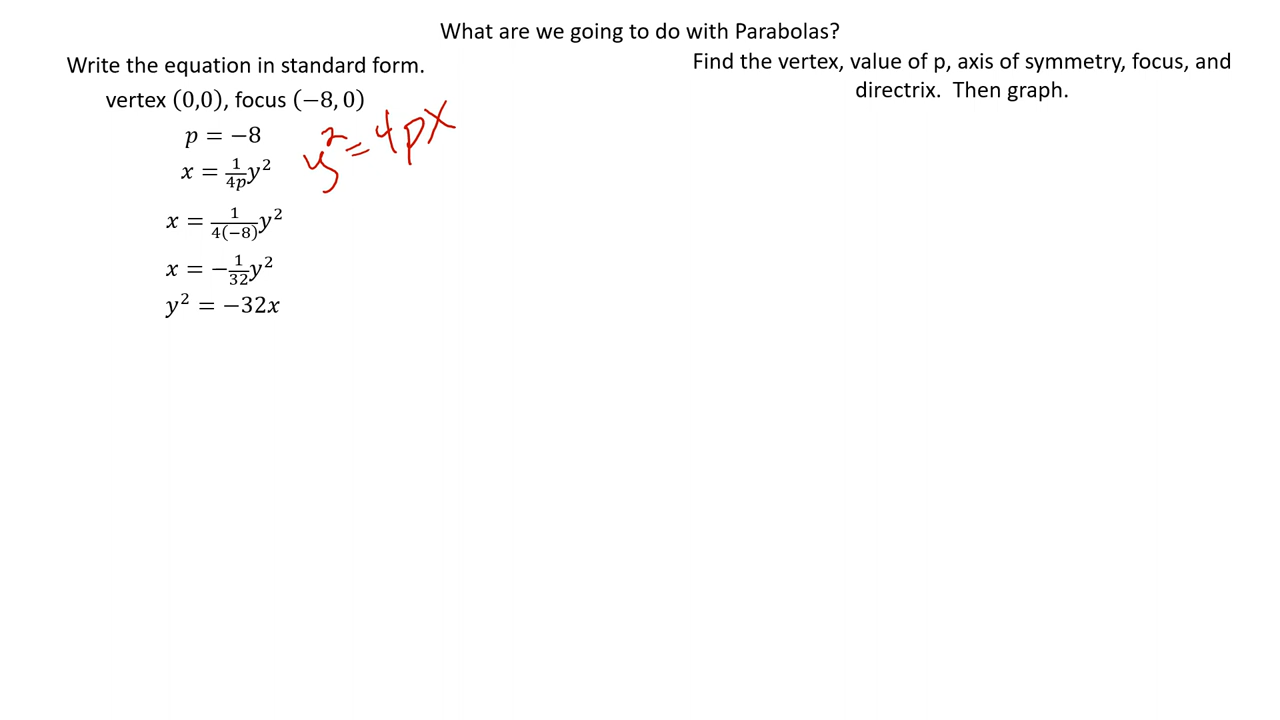 What are we going to do with Parabolas?
Write the equation in standard form.
vertex (0,0), focus (−8, 0)
p = −8
x = 1/4p y²
x = 1/4(−8) y²
x = −1/32 y²
y² = −32x
y² = 4px
Find the vertex, value of p, axis of symmetry, focus, and
directrix. Then graph.